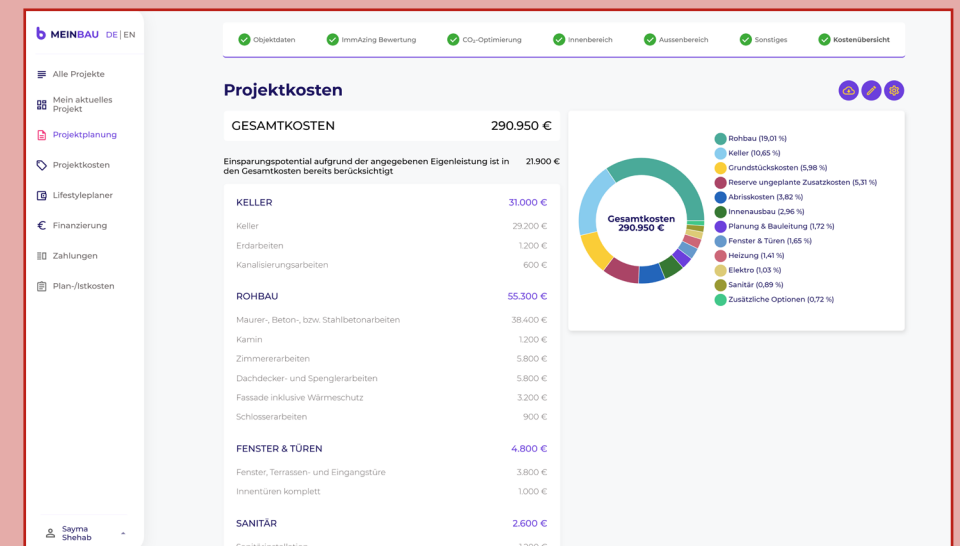 MEINBAU DE|EN
Alle Projekte
Mein aktuelles
Projekt
Projektplanung
Projektkosten
Lifestyleplaner
Finanzierung
Zahlungen
Plan-/Istkosten
Sayma
Shehab
Objektdaten ImmAzing Bewertung CO₂-Optimierung Innenbereich Aussenbereich Sonstiges Kostenübersicht
Projektkosten
GESAMTKOSTEN 290.950 €
Einsparungspotential aufgrund der angegebenen Eigenleistung ist in 21.900 €
den Gesamtkosten bereits berücksichtigt
KELLER 31.000 €
Keller 29.200 €
Erdarbeiten 1.200 €
Kanalisierungsarbeiten 600 €
ROHBAU 55.300 €
Maurer-, Beton-, bzw. Stahlbetonarbeiten 38.400 €
Kamin 1.200 €
Zimmererarbeiten 5.800 €
Dachdecker- und Spenglerarbeiten 5.800 €
Fassade inklusive Wärmeschutz 3.200 €
Schlosserarbeiten 900 €
FENSTER & TÜREN 4.800 €
Fenster, Terrassen- und Eingangstüre 3.800 €
Innentüren komplett 1.000 €
SANITÄR 2.600 €
Gesamtkosten
290.950 €
Rohbau (19,01 %)
Keller (10,65 %)
Grundstückskosten (5,98 %)
Reserve ungeplante Zusatzkosten (5,31 %)
Abrisskosten (3,82 %)
Innenausbau (2,96 %)
Planung & Bauleitung (1,72 %)
Fenster & Türen (1,65 %)
Heizung (1,41 %)
Elektro (1,03 %)
Sanitär (0,89 %)
Zusätzliche Optionen (0,72 %)